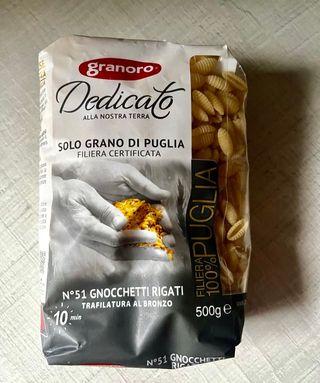 granoro
Dedicato
ALLA NOSTRA TERRA
SOLO GRANO DI PUGLIA
FILIERA CERTIFICATA
FILIERA
100% PUGLIA
N°51 GNOCCHETTI RIGATI
TRAFILATURA AL BRONZO
10 min
500g e
N°51 GNOCCHETTI